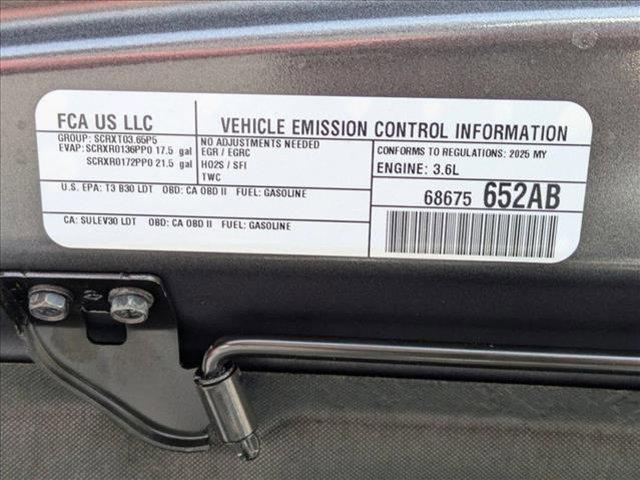 FCA US LLC
GROUP: SCRXT03.65P5
EVAP: SCRXR0136PP0 17.5 gal
SCRXR0172PP0 21.5 gal
VEHICLE EMISSION CONTROL INFORMATION
NO ADJUSTMENTS NEEDED
EGR / EGRC
HO2S / SFI
TWC
CONFORMS TO REGULATIONS: 2025 MY
ENGINE: 3.6L
U.S. EPA: T3 B30 LDT OBD: CA OBD II FUEL: GASOLINE
68675 652AB
CA: SULEV30 LDT OBD: CA OBD II FUEL: GASOLINE